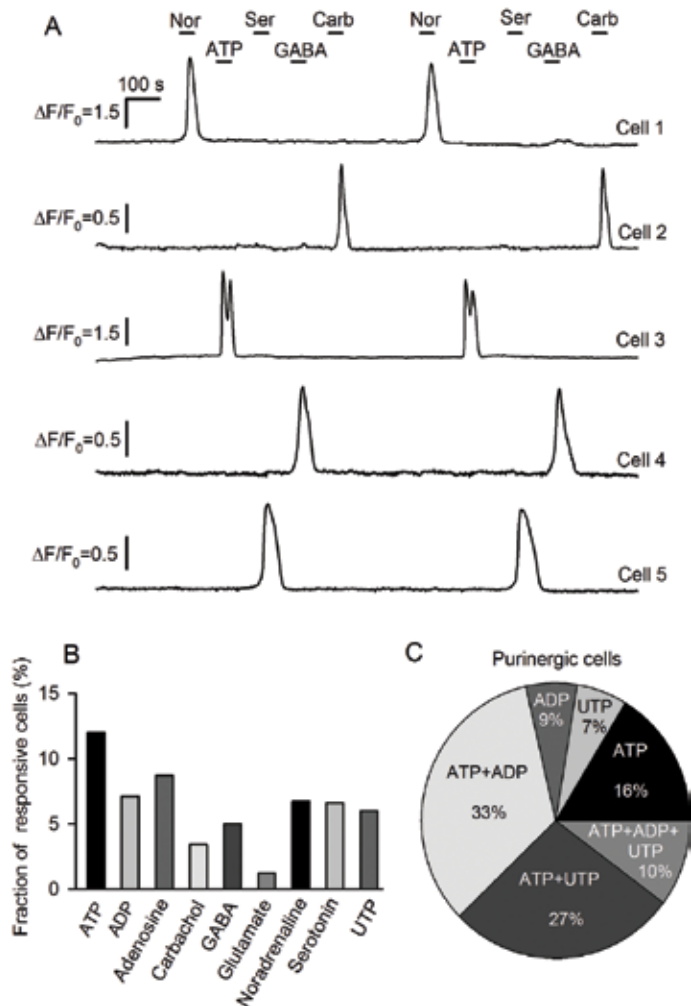 A
Nor Ser Carb Nor Ser Carb
ATP GABA ATP GABA
100 s
ΔF/F₀=1.5
Cell 1
ΔF/F₀=0.5
Cell 2
ΔF/F₀=1.5
Cell 3
ΔF/F₀=0.5
Cell 4
ΔF/F₀=0.5
Cell 5
B
Fraction of responsive cells (%)
15
10
5
0
ATP
ADP
Adenosine
Carbachol
GABA
Glutamate
Noradrenaline
Serotonin
UTP
C
Purinergic cells
ADP
9%
UTP
7%
ATP
16%
ATP+ADP
33%
ATP+ADP+
UTP
10%
ATP+UTP
27%